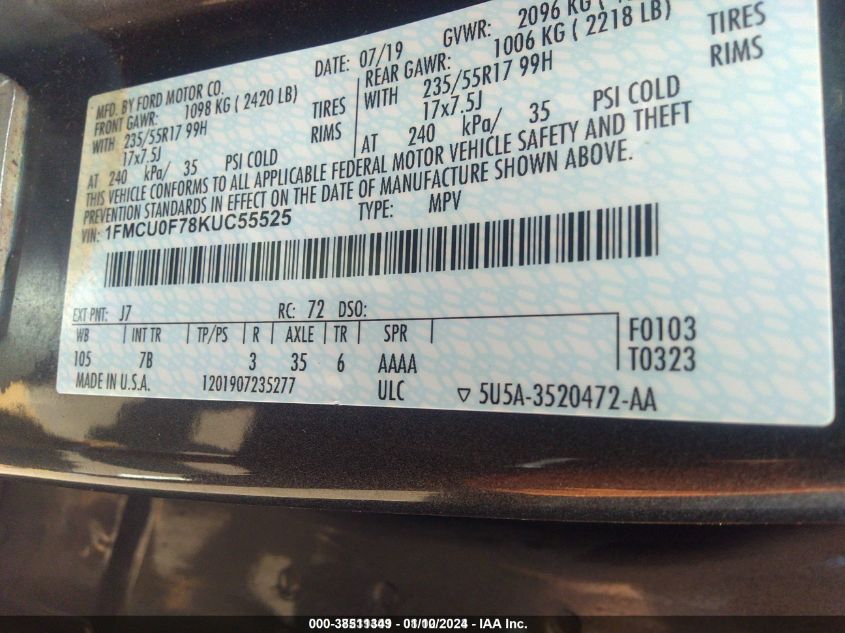 MFD. BY FORD MOTOR CO.
DATE: 07/19 GVWR: 2096 KG (
FRONT GAWR: 1098 KG ( 2420 LB)
REAR GAWR: 1006 KG ( 2218 LB)
WITH 235/55R17 99H TIRES
WITH 235/55R17 99H TIRES
17x7.5J RIMS
17x7.5J RIMS
AT 240 kPa/ 35 PSI COLD
AT 240 kPa/ 35 PSI COLD
THIS VEHICLE CONFORMS TO ALL APPLICABLE FEDERAL MOTOR VEHICLE SAFETY AND THEFT
PREVENTION STANDARDS IN EFFECT ON THE DATE OF MANUFACTURE SHOWN ABOVE.
VIN: 1FMCU0F78KUC55525 TYPE: MPV
EXT PNT: J7 RC: 72 DSO:
WB INT TR TP/PS R AXLE TR SPR F0103
105 7B 3 35 6 AAAA T0323
MADE IN U.S.A. 1201907235277 ULC ▽ 5U5A-3520472-AA
- IAA Inc.